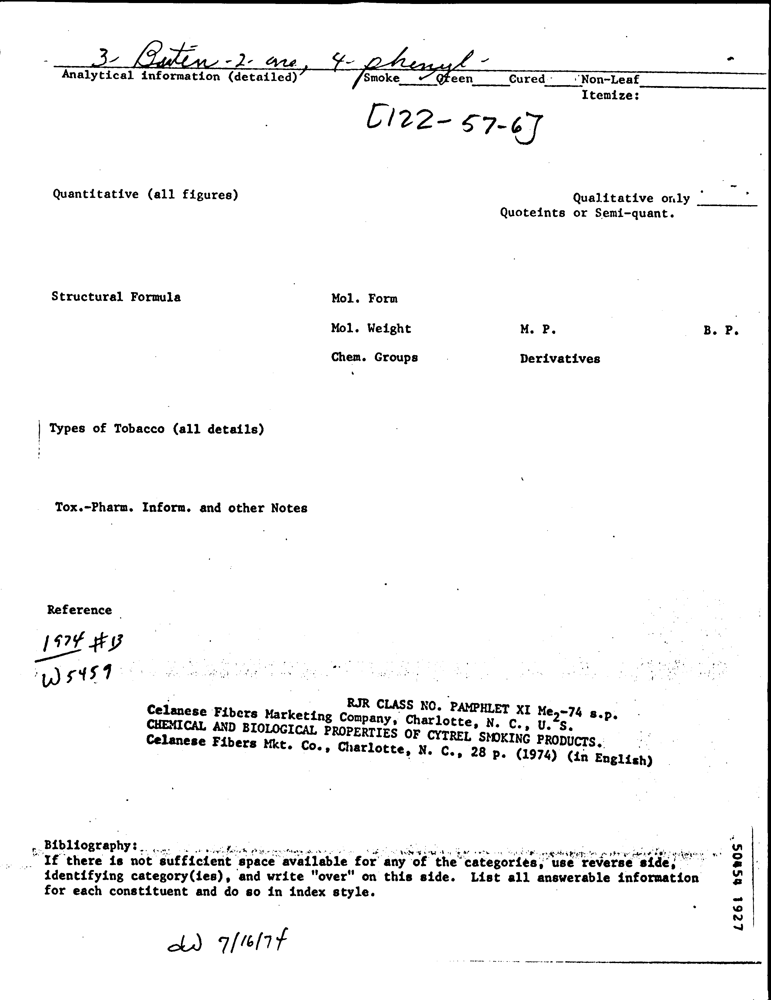 3- Buten-2-one, 4-phenyl-
Analytical information (detailed) Smoke ✓ Green Cured Non-Leaf
Itemize:
[122-57-6]
Quantitative (all figures) Qualitative only
Quoteints or Semi-quant.
Structural Formula Mol. Form
Mol. Weight M. P. B. P.
Chem. Groups Derivatives
Types of Tobacco (all details)
Tox.-Pharm. Inform. and other Notes
Reference
1974 #13
W5459
RJR CLASS NO. PAMPHLET XI Me2-74 s.p.
Celanese Fibers Marketing Company, Charlotte, N. C., U. S.
CHEMICAL AND BIOLOGICAL PROPERTIES OF CYTREL SMOKING PRODUCTS.
Celanese Fibers Mkt. Co., Charlotte, N. C., 28 p. (1974) (in English)
Bibliography:
If there is not sufficient space available for any of the categories, use reverse side,
identifying category(ies), and write "over" on this side. List all answerable information
for each constituent and do so in index style.
dw 7/16/74
50454 1927